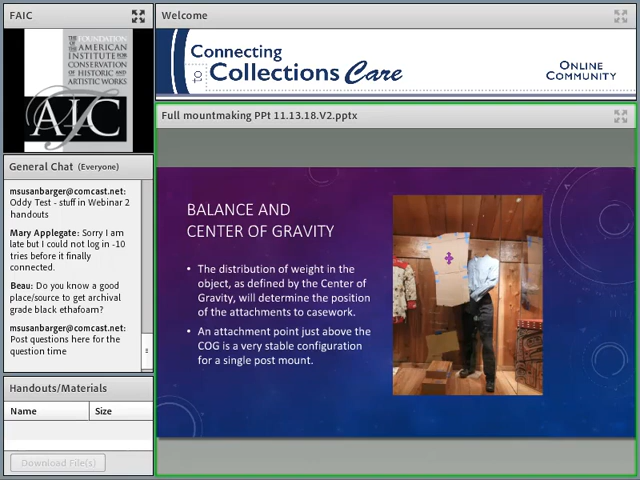 FAIC
THE FOUNDATION
OF THE AMERICAN
INSTITUTE FOR
CONSERVATION
OF HISTORIC AND
ARTISTIC WORKS
AIC
General Chat (Everyone)
msusanbarger@comcast.net:
Oddy Test - stuff in Webinar 2
handouts
Mary Applegate: Sorry I am
late but I could not log in -10
tries before it finally
connected.
Beau: Do you know a good
place/source to get archival
grade black ethafoam?
msusanbarger@comcast.net:
Post questions here for the
question time
Handouts/Materials
Name Size
Download File(s)
Welcome
Connecting
to Collections Care
ONLINE
COMMUNITY
Full mountmaking PPt 11.13.18.V2.pptx
BALANCE AND
CENTER OF GRAVITY
• The distribution of weight in the
object, as defined by the Center of
Gravity, will determine the position
of the attachments to casework.
• An attachment point just above the
COG is a very stable configuration
for a single post mount.